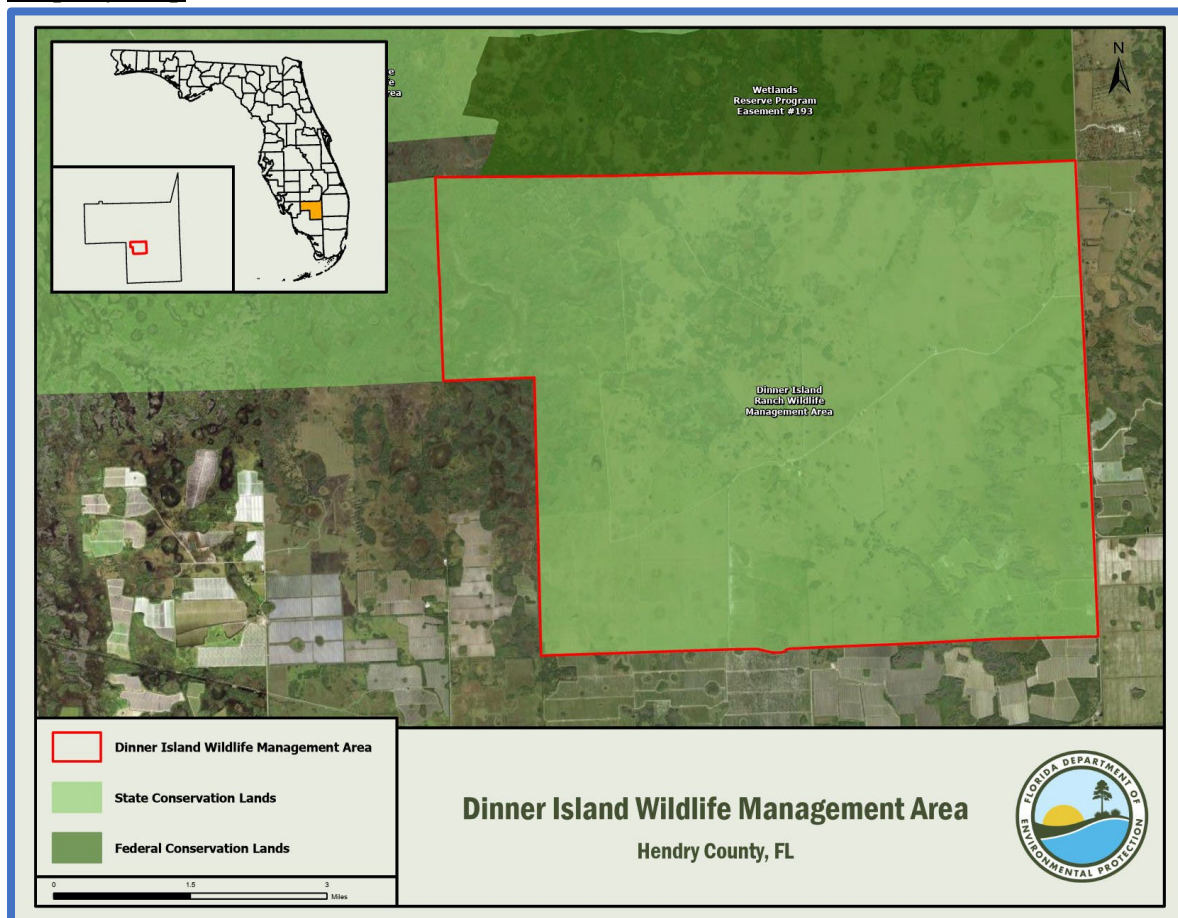 N
e
e
rea
Wetlands
Reserve Program
Easement #193
Dinner Island
Ranch Wildlife
Management Area
Dinner Island Wildlife Management Area
State Conservation Lands
Federal Conservation Lands
0 1.5 3
Miles
Dinner Island Wildlife Management Area
Hendry County, FL
FLORIDA DEPARTMENT OF
ENVIRONMENTAL PROTECTION